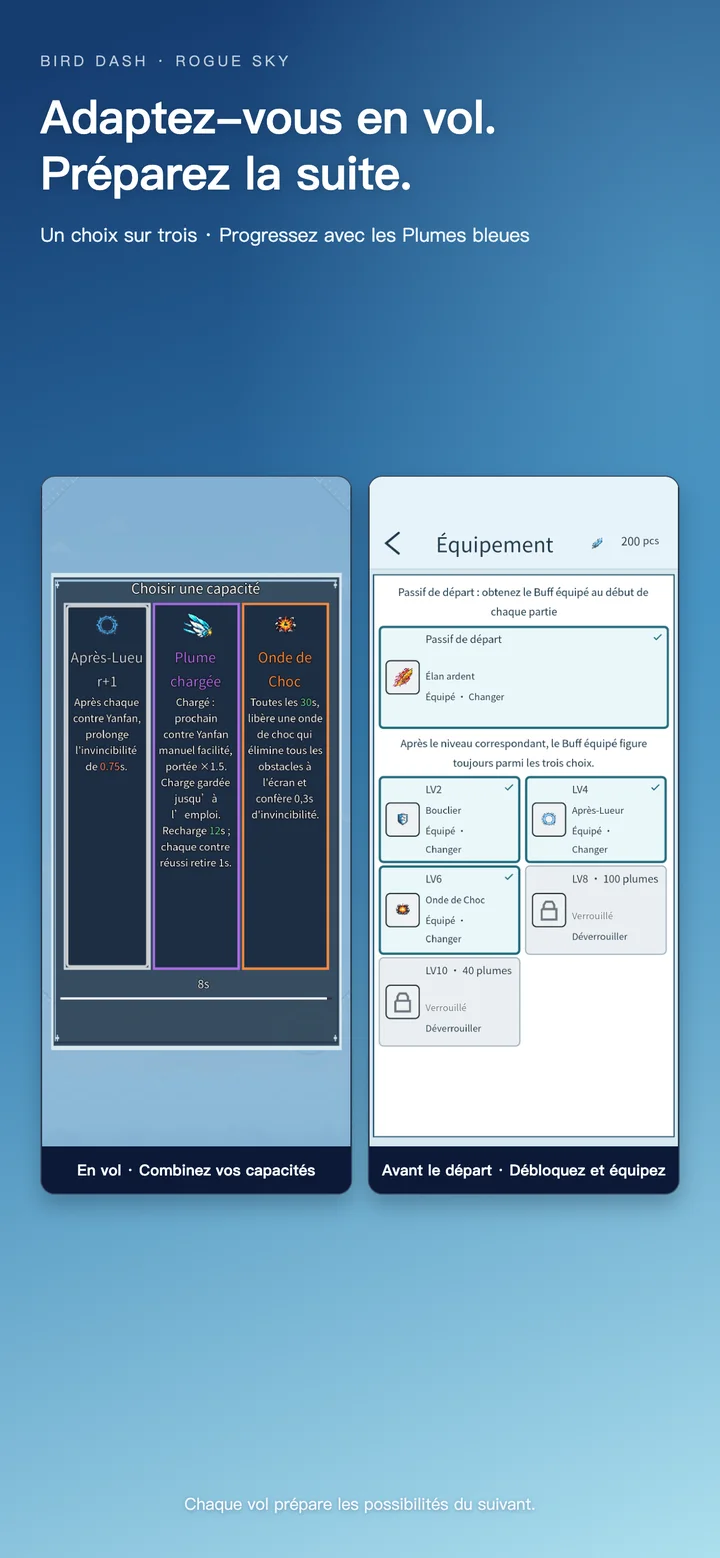 BIRD DASH · ROGUE SKY
Adaptez-vous en vol.
Préparez la suite.
Un choix sur trois · Progressez avec les Plumes bleues
Choisir une capacité
Après-Lueu
r+1
Après chaque
contre Yanfan,
prolonge
l'invincibilité
de 0.75s.
Plume
chargée
Chargé :
prochain
contre Yanfan
manuel facilité,
portée ×1.5.
Charge gardée
jusqu’à
l’emploi.
Recharge 12s ;
chaque contre
réussi retire 1s.
Onde de
Choc
Toutes les 30s,
libère une onde
de choc qui
élimine tous les
obstacles à
l'écran et
confère 0,3s
d'invincibilité.
8s
En vol · Combinez vos capacités
Équipement
200 pcs
Passif de départ : obtenez le Buff équipé au début de
chaque partie
Passif de départ
Élan ardent
Équipé · Changer
Après le niveau correspondant, le Buff équipé figure
toujours parmi les trois choix.
LV2
Bouclier
Équipé ·
Changer
LV4
Après-Lueur
Équipé ·
Changer
LV6
Onde de Choc
Équipé ·
Changer
LV8 · 100 plumes
Verrouillé
Déverrouiller
LV10 · 40 plumes
Verrouillé
Déverrouiller
Avant le départ · Débloquez et équipez
Chaque vol prépare les possibilités du suivant.